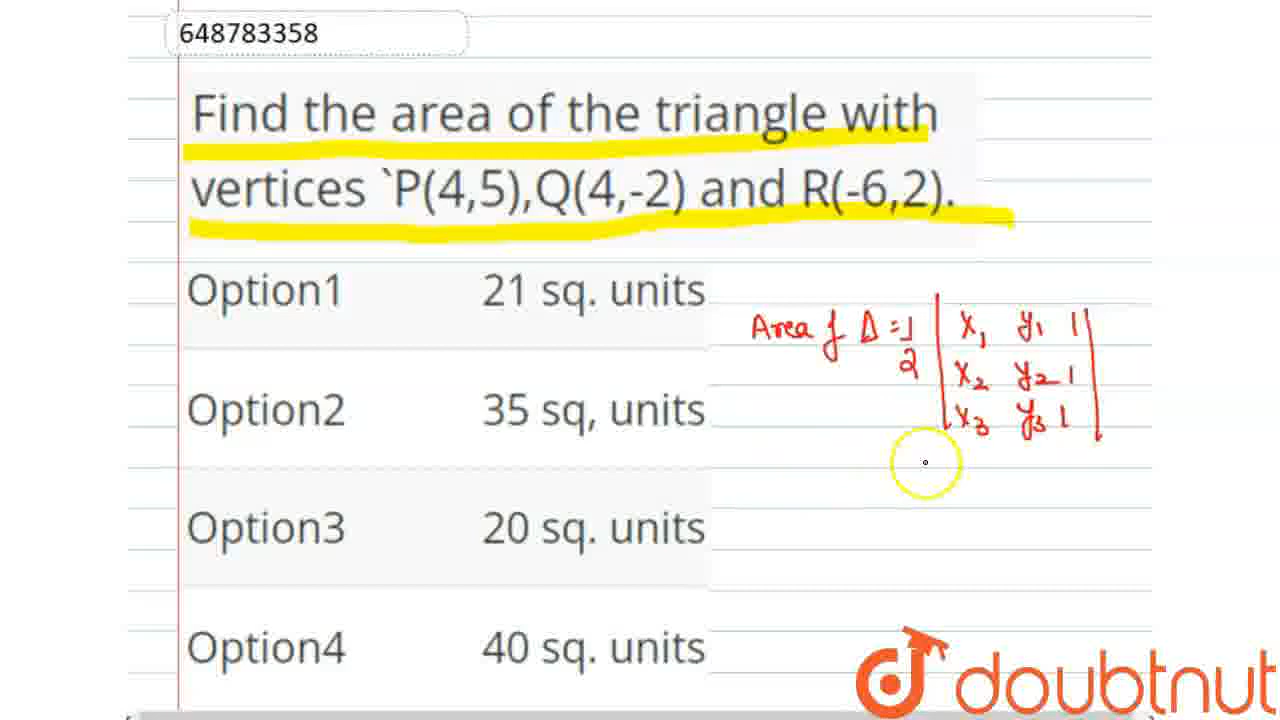 648783358
Find the area of the triangle with
vertices `P(4,5),Q(4,-2) and R(-6,2).
Option1 21 sq. units
Option2 35 sq, units
Option3 20 sq. units
Option4 40 sq. units
Area of Δ = 1/2 | x₁ y₁ 1 |
| x₂ y₂ 1 |
| x₃ y₃ 1 |
doubtnut